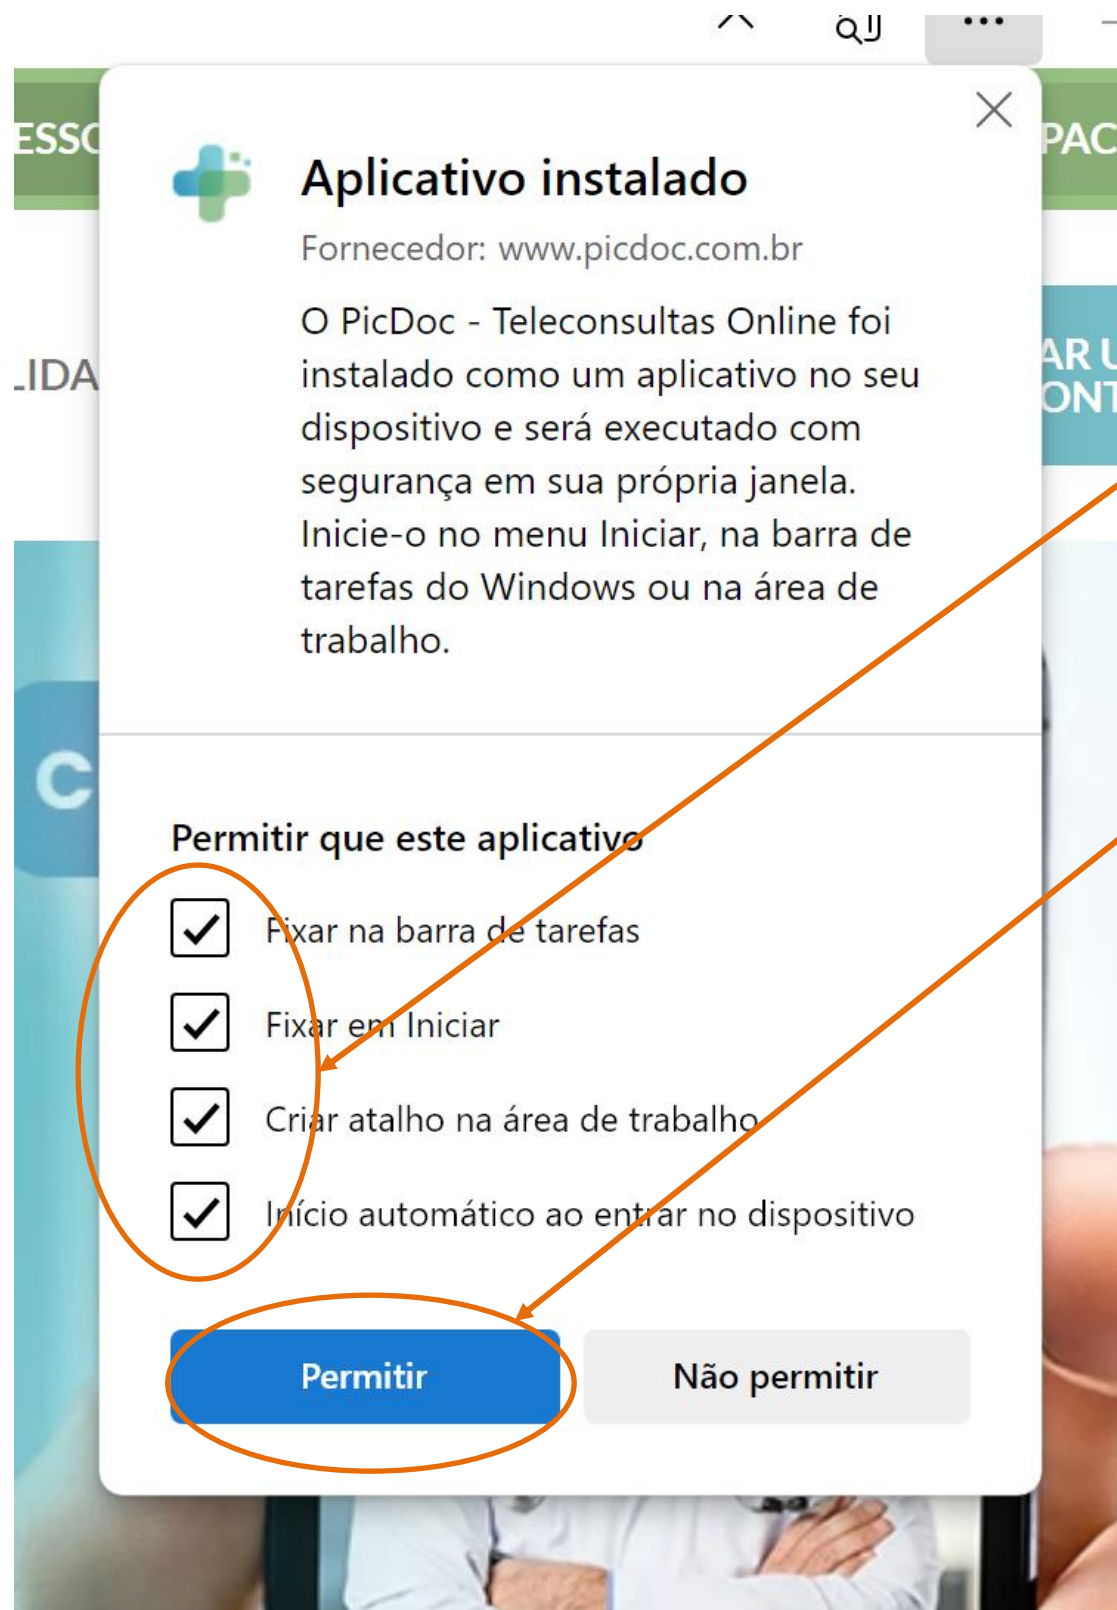 Aplicativo instalado
Fornecedor: www.picdoc.com.br
O PicDoc - Teleconsultas Online foi
instalado como um aplicativo no seu
dispositivo e será executado com
segurança em sua própria janela.
Inicie-o no menu Iniciar, na barra de
tarefas do Windows ou na área de
trabalho.
Permitir que este aplicativo
Fixar na barra de tarefas
Fixar em Iniciar
Criar atalho na área de trabalho
Início automático ao entrar no dispositivo
Permitir
Não permitir